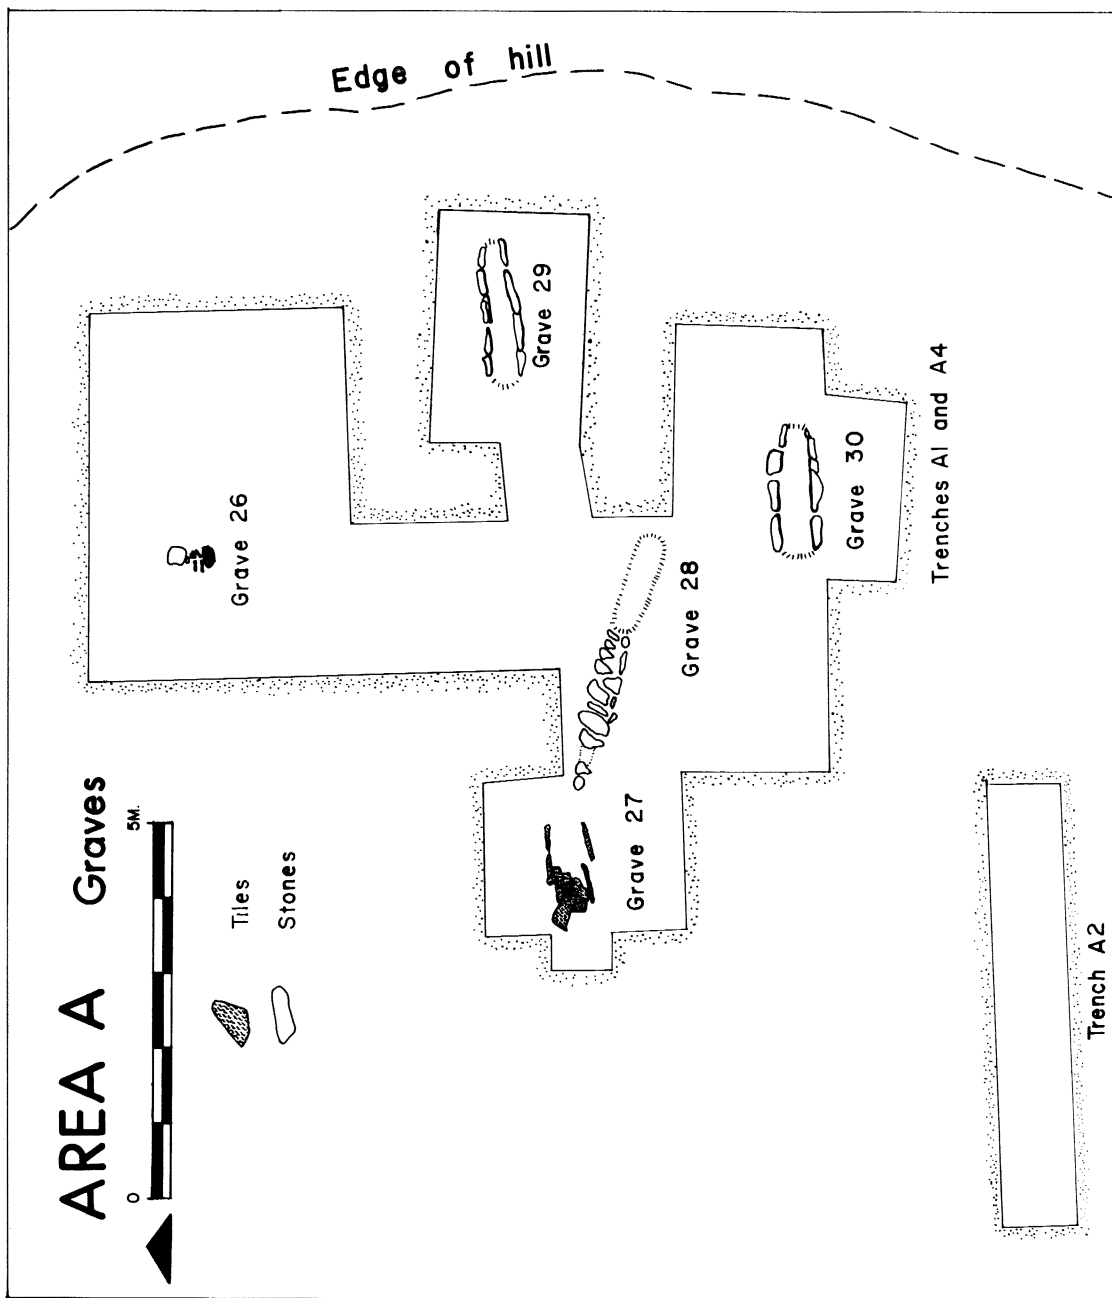 AREA A Graves
0 5M.
Tiles
Stones
Edge of hill
Grave 26
Grave 29
Grave 28
Grave 30
Grave 27
Trenches A1 and A4
Trench A2